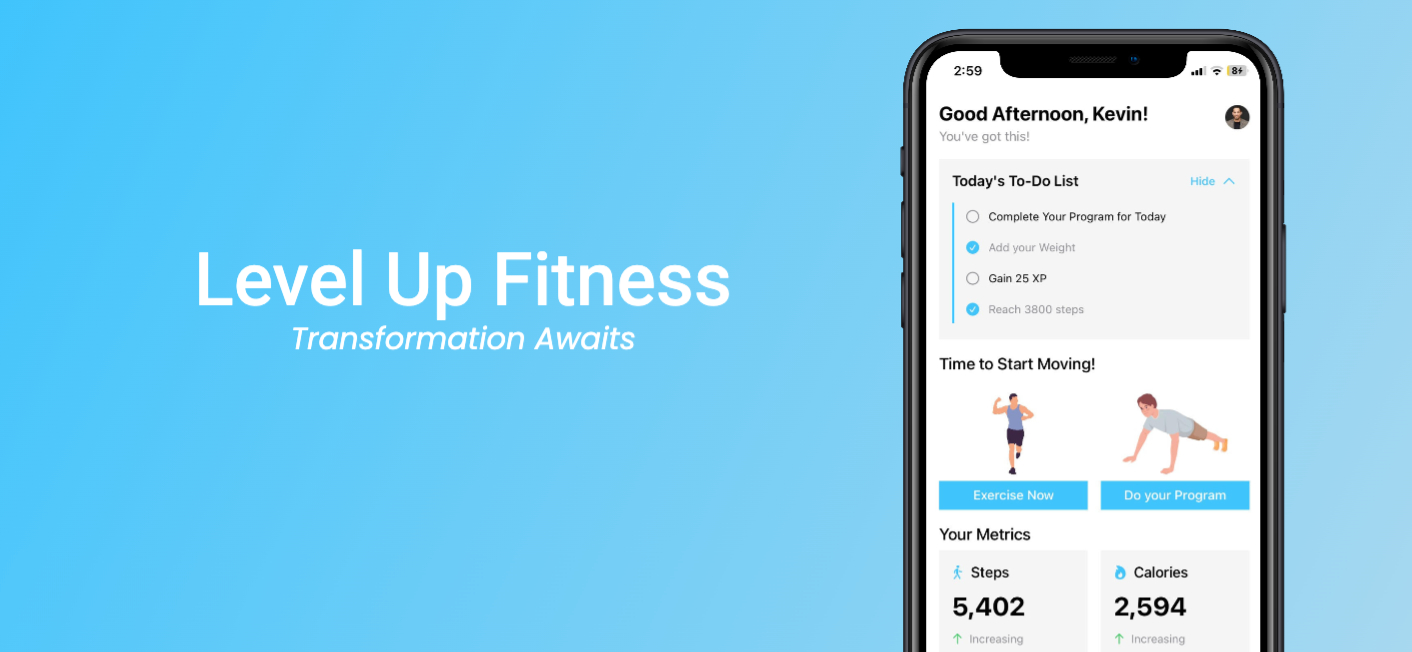 Level Up Fitness
Transformation Awaits
2:59
8
Good Afternoon, Kevin!
You've got this!
Today's To-Do List
Hide
Complete Your Program for Today
Add your Weight
Gain 25 XP
Reach 3800 steps
Time to Start Moving!
Exercise Now
Do your Program
Your Metrics
Steps
Calories
5,402
2,594
Increasing
Increasing